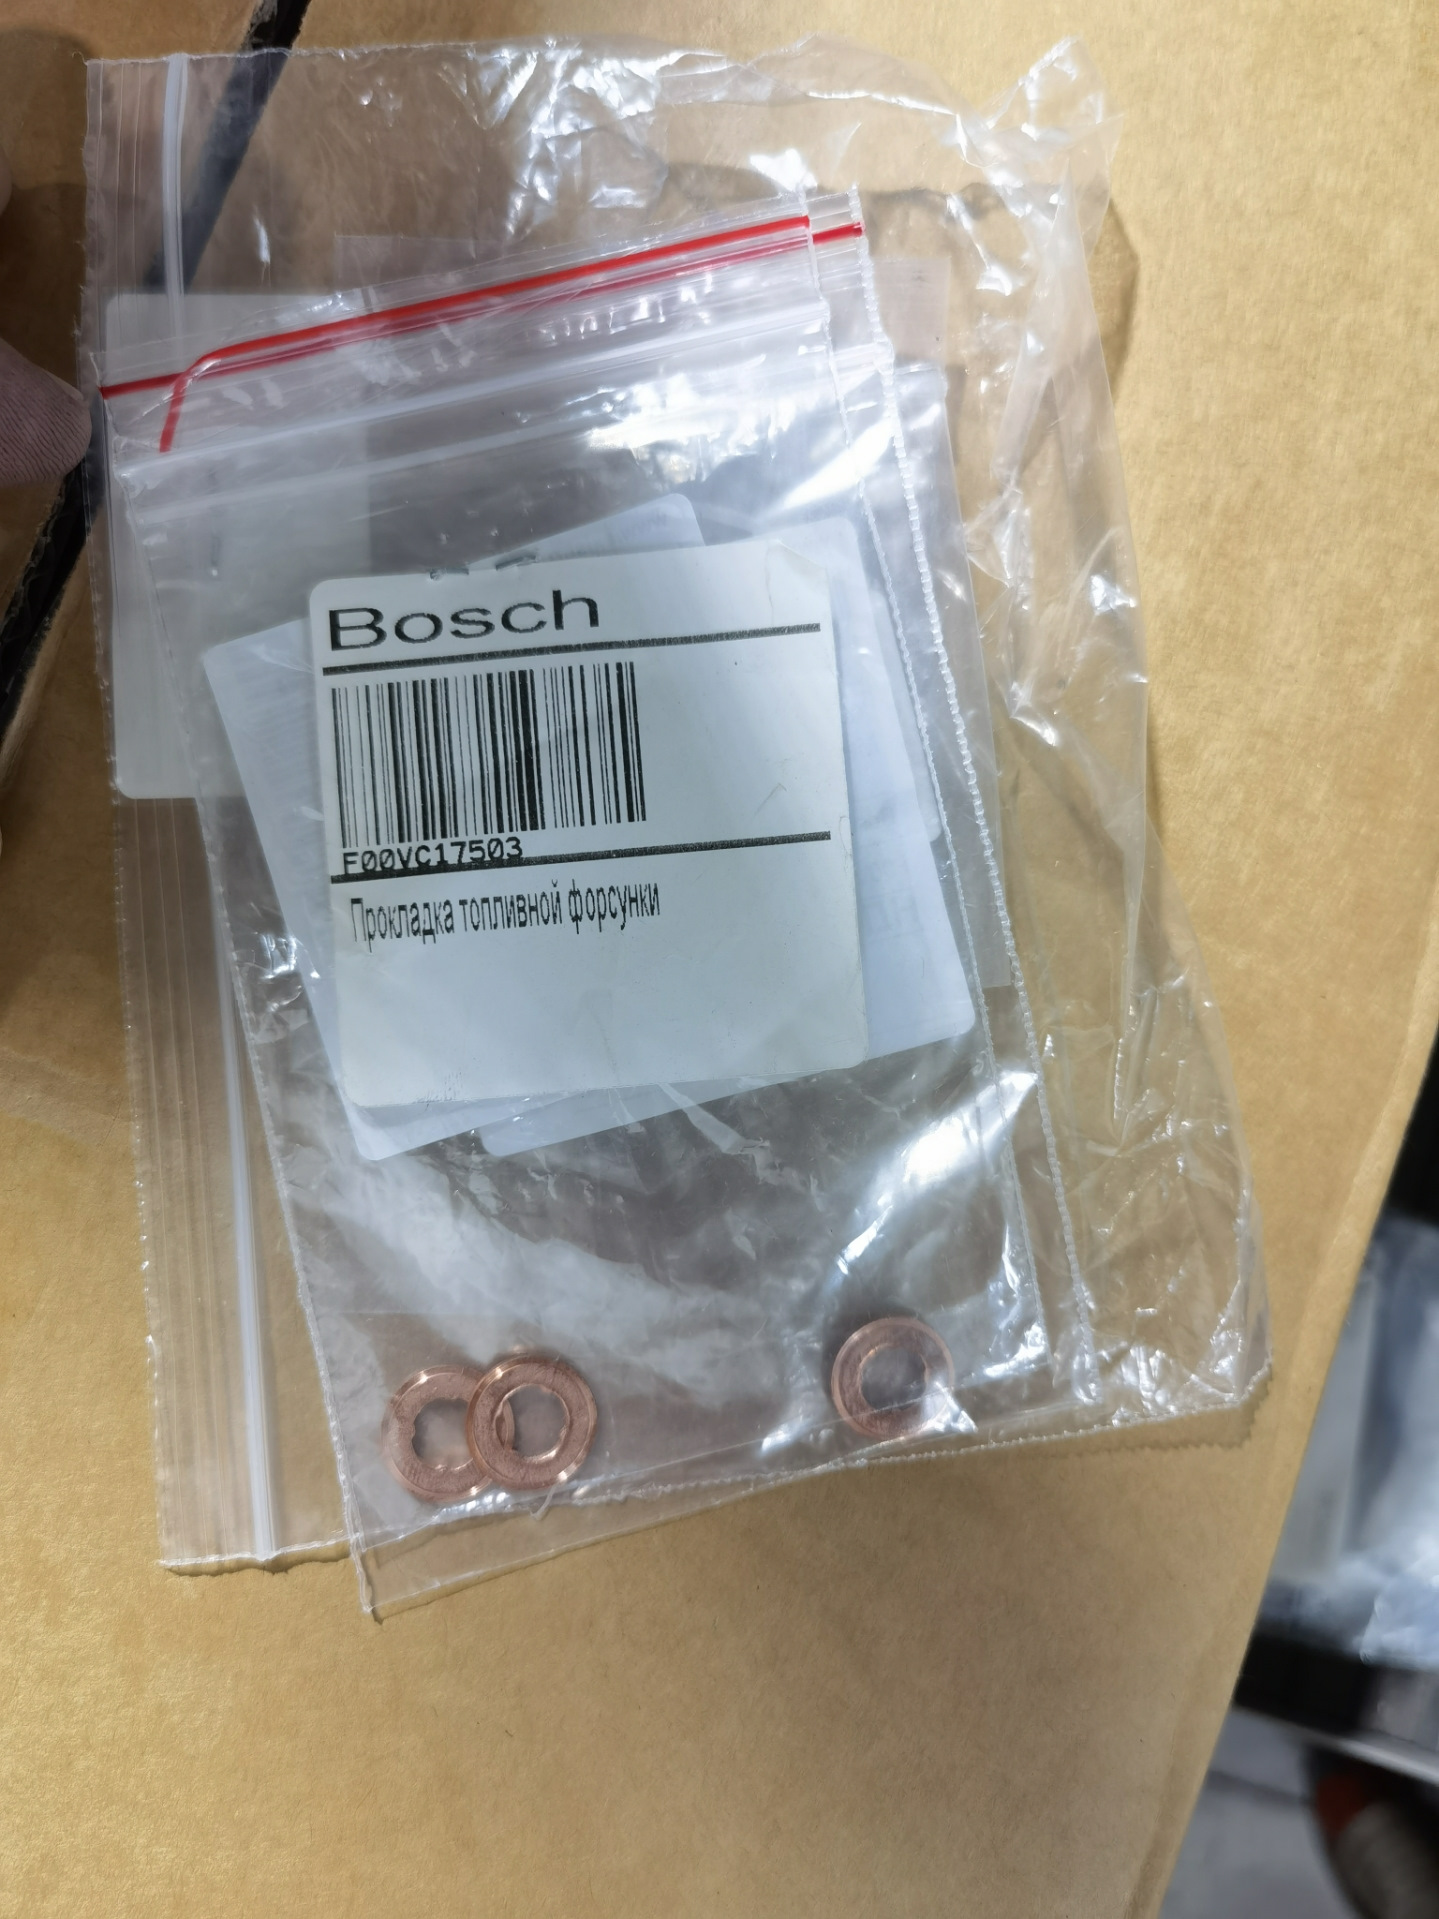 Bosch
F00VC17503
Прокладка топливной форсунки